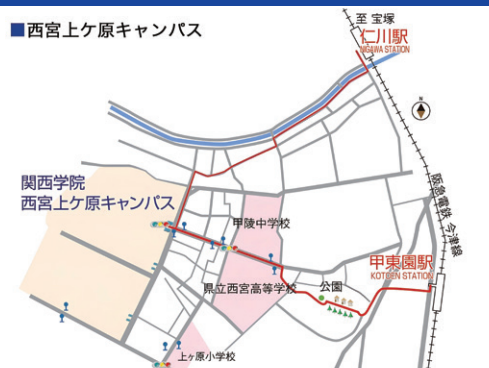 ■西宮上ケ原キャンパス
至 宝塚
仁川駅
NIGAWA STATION
N
阪急電鉄 今津線
関西学院
西宮上ケ原キャンパス
甲陵中学校
甲東園駅
KOTOEN STATION
県立西宮高等学校
公園
上ヶ原小学校